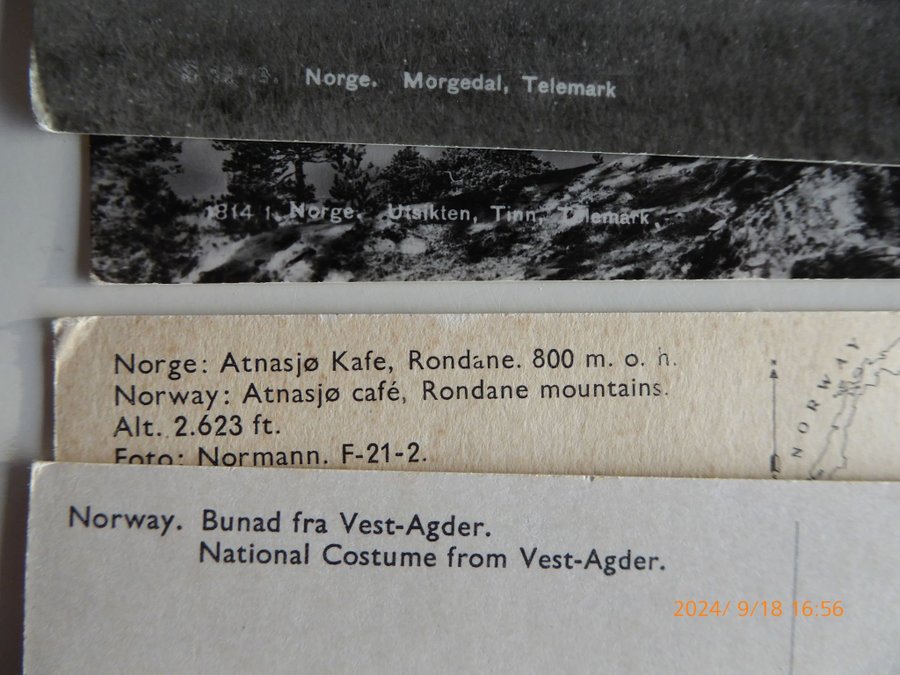 Norge. Morgedal, Telemark
1814 1. Norge. Utsikten, Tinn, Telemark
Norge: Atnasjø Kafe, Rondane. 800 m. o. h.
Norway: Atnasjø café, Rondane mountains.
Alt. 2.623 ft.
Foto: Normann. F-21-2.
NORWAY
Norway. Bunad fra Vest-Agder.
National Costume from Vest-Agder.
2024/ 9/18 16:56